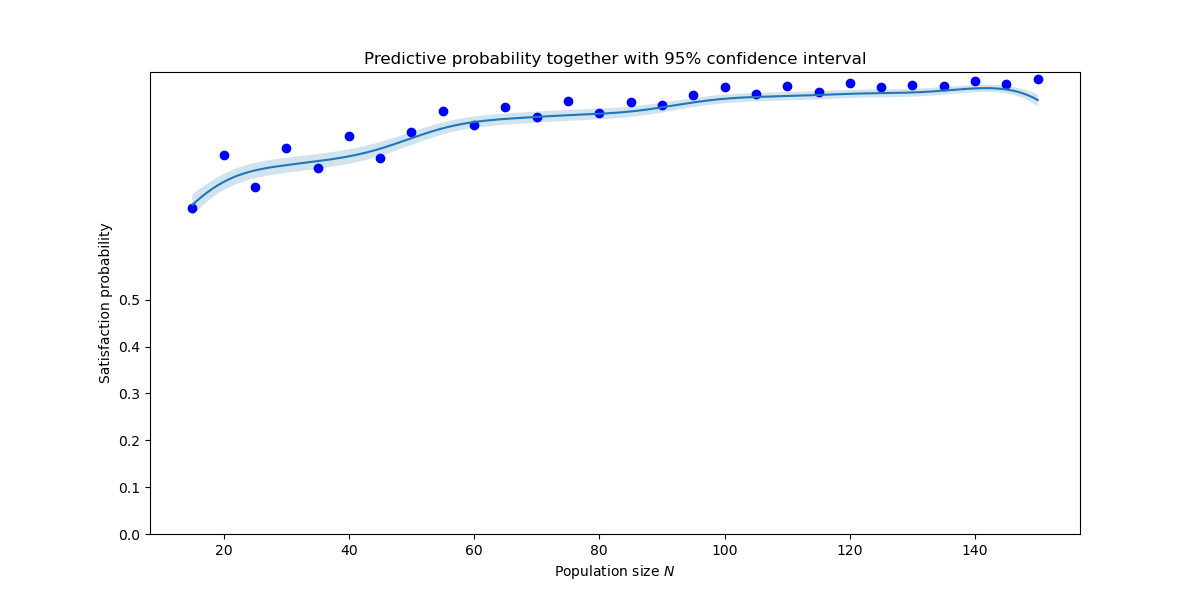 Predictive probability together with 95% confidence interval
Satisfaction probability
0.5
0.4
0.3
0.2
0.1
0.0
20 40 60 80 100 120 140
Population size N